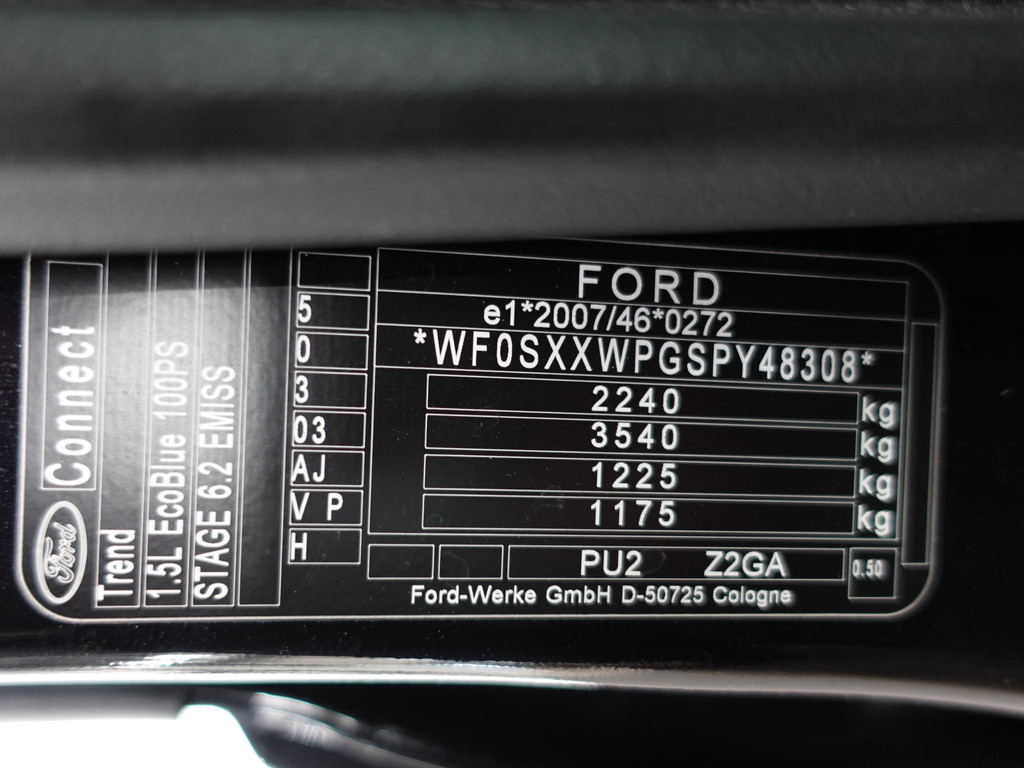 Ford
Connect
Trend
1.5L EcoBlue 100PS
STAGE 6.2 EMISS
5
0
3
03
AJ
V P
H
FORD
e1*2007/46*0272
*WF0SXXWPGSPY48308*
2240 kg
3540 kg
1225 kg
1175 kg
PU2 Z2GA 0.50
Ford-Werke GmbH D-50725 Cologne